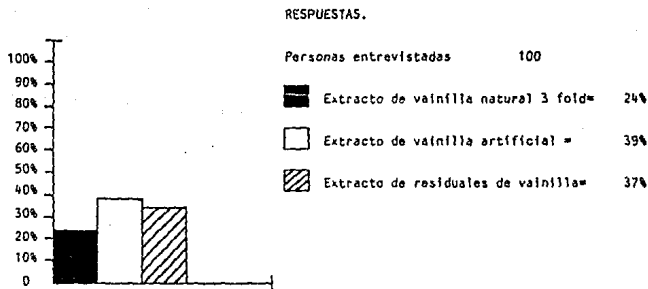 RESPUESTAS.
Personas entrevistadas 100
Extracto de vainilla natural 3 fold= 24%
Extracto de vainilla artificial = 39%
Extracto de residuales de vainilla= 37%
100%
90%
80%
70%
60%
50%
40%
30%
20%
10%
0